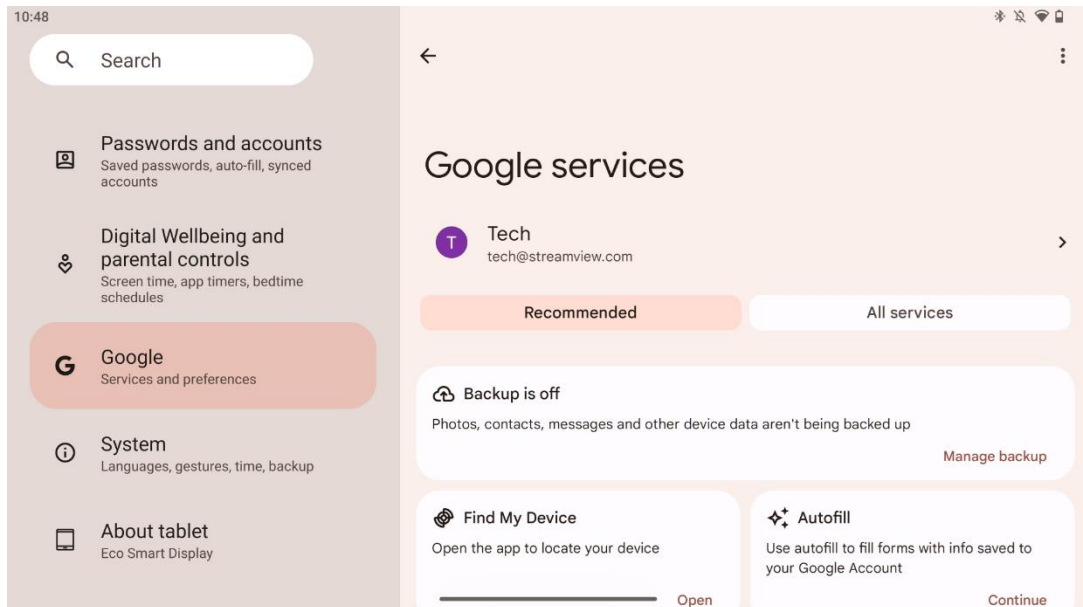 10:48
Search
Passwords and accounts
Saved passwords, auto-fill, synced
accounts
Digital Wellbeing and
parental controls
Screen time, app timers, bedtime
schedules
Google
Services and preferences
System
Languages, gestures, time, backup
About tablet
Eco Smart Display
Google services
T
Tech
tech@streamview.com
Recommended
All services
Backup is off
Photos, contacts, messages and other device data aren't being backed up
Manage backup
Find My Device
Open the app to locate your device
Open
Autofill
Use autofill to fill forms with info saved to
your Google Account
Continue